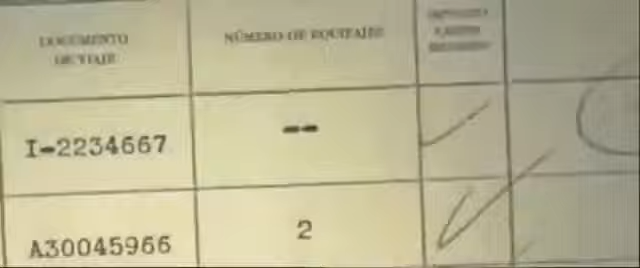 DOCUMENTO
DE VIAJE
NÚMERO DE EQUIPAJE
I-2234667
--
A30045966
2